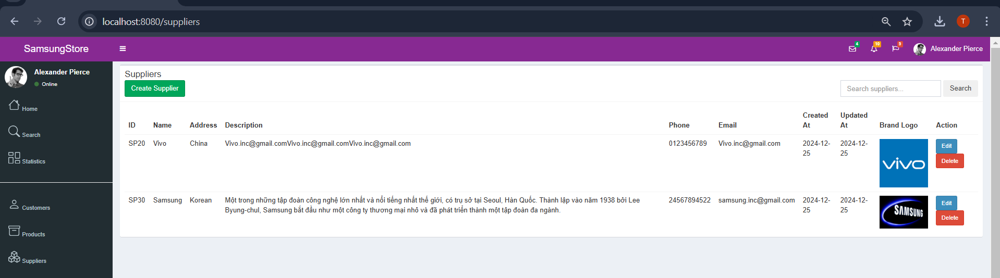 localhost:8080/suppliers
T
SamsungStore
4
10
9
Alexander Pierce
Alexander Pierce
Online
Home
Search
Statistics
Customers
Products
Suppliers
Suppliers
Create Supplier
Search suppliers...
Search
ID Name Address Description Phone Email Created At Updated At Brand Logo Action
SP20 Vivo China Vivo.inc@gmail.comVivo.inc@gmail.comVivo.inc@gmail.com 0123456789 Vivo.inc@gmail.com 2024-12-25 2024-12-25 vivo Edit
Delete
SP30 Samsung Korean Một trong những tập đoàn công nghệ lớn nhất và nổi tiếng nhất thế giới, có trụ sở tại Seoul, Hàn Quốc. Thành lập vào năm 1938 bởi Lee
Byung-chul, Samsung bắt đầu như một công ty thương mại nhỏ và đã phát triển thành một tập đoàn đa ngành.
24567894522 samsung.inc@gmail.com 2024-12-25 2024-12-25 SAMSUNG Edit
Delete